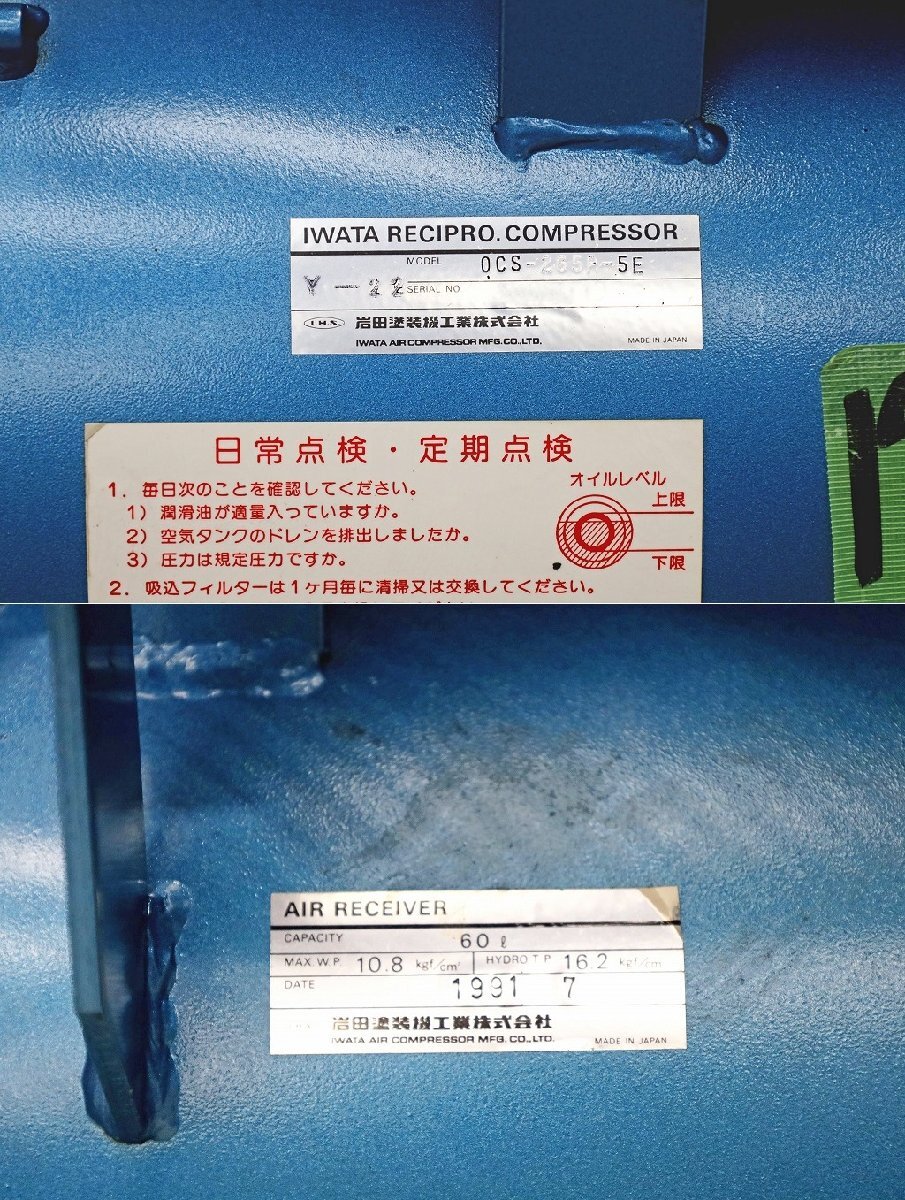 IWATA RECIPRO. COMPRESSOR
MODEL OCS- -5E
Y-22 SERIAL NO
岩田塗装機工業株式会社
IWATA AIRCOMPRESSOR MFG.CO.,LTD. MADE IN JAPAN
日常点検・定期点検
1. 毎日次のことを確認してください。
1) 潤滑油が適量入っていますか。
2) 空気タンクのドレンを排出しましたか。
3) 圧力は規定圧力ですか。
2. 吸込フィルターは1ヶ月毎に清掃又は交換してください。
オイルレベル
上限
下限
AIR RECEIVER
CAPACITY 60ℓ
MAX.W.P. 10.8 kgf/cm² HYDRO T.P 16.2 kgf/cm
DATE 1991 7
岩田塗装機工業株式会社
IWATA AIR COMPRESSOR MFG. CO.,LTD. MADE IN JAPAN